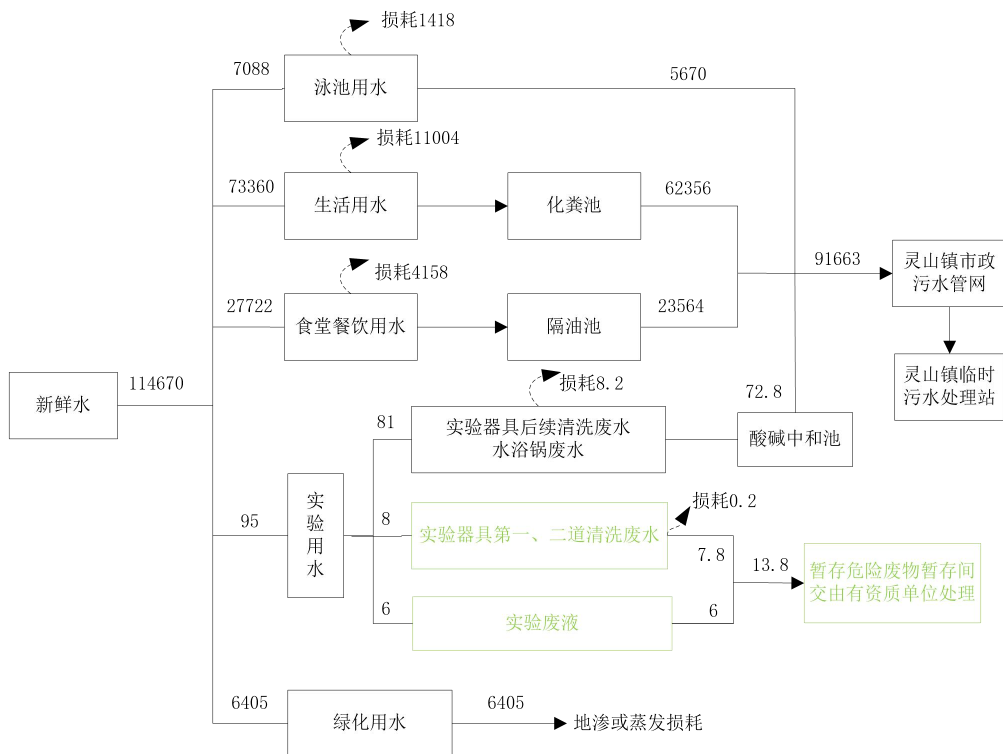 损耗1418
7088
泳池用水
5670
损耗11004
73360
生活用水
化粪池
62356
损耗4158
27722
食堂餐饮用水
隔油池
23564
91663
灵山镇市政
污水管网
灵山镇临时
污水处理站
新鲜水
114670
损耗8.2
81
实验器具后续清洗废水
水浴锅废水
72.8
酸碱中和池
95
实
验
用
水
8
实验器具第一、二道清洗废水
损耗0.2
7.8
13.8
暂存危险废物暂存间
交由有资质单位处理
6
实验废液
6
6405
绿化用水
6405
地渗或蒸发损耗